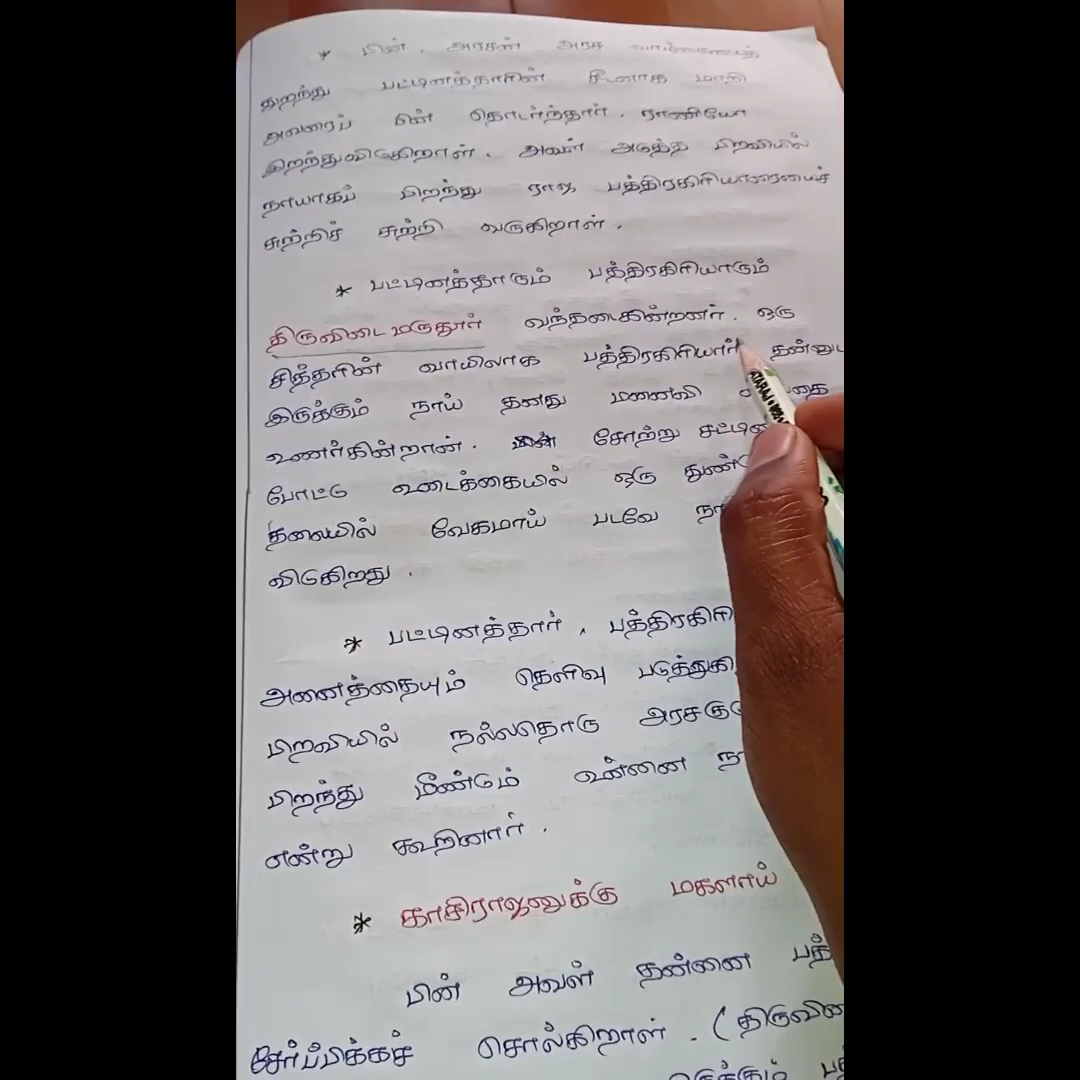 * பின், அரசன் அரச வாழ்கையைத்
துறந்து பட்டினத்தாரின் சீடனாக மாறி
அவரைப் பின் தொடர்ந்தார். ராணியோ
இறந்துவிடுகிறாள். அவள் அடுத்த பிறவியில்
நாயாகப் பிறந்து ராஜ பத்திரகிரியாரையைச்
சுற்றிச் சுற்றி வருகிறாள்.
* பட்டினத்தாரும் பத்திரகிரியாரும்
திருவிடைமருதூர் வந்தடைகின்றனர். ஒரு
சித்தரின் வாயிலாக பத்திரகிரியார் தன்னு
இருக்கும் நாய் தனது மனைவி
உணர்கின்றான். சோற்று சட்டி
போட்டு உடைக்கையில் ஒரு துண்
தலையில் வேகமாய் படவே நா
விடுகிறது.
* பட்டினத்தார், பத்திரகிரி
அனைத்தையும் தெளிவு படுத்துகி
பிறவியில் நல்லதொரு அரசகு
பிறந்து மீண்டும் உன்னை
என்று கூறினார்.
* காசிராஜனுக்கு மகளாய்
பின் அவள் தன்னை பத்
சேர்ப்பிக்கச் சொல்கிறாள். (திருவிடை